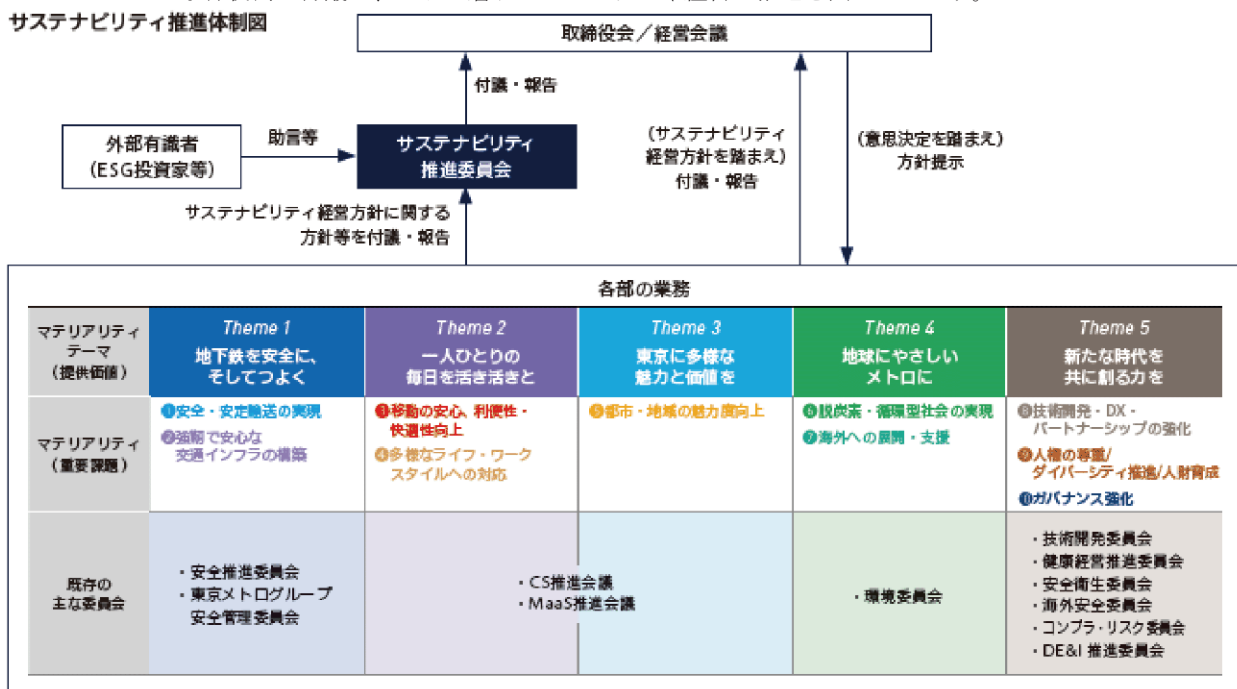 サステナビリティ推進体制図
取締役会／経営会議
付議・報告
外部有識者
（ESG投資家等）
助言等
サステナビリティ
推進委員会
（サステナビリティ
経営方針を踏まえ）
付議・報告
（意思決定を踏まえ）
方針提示
サステナビリティ経営方針に関する
方針等を付議・報告
各部の業務
マテリアリティ
テーマ
（提供価値）
Theme 1
地下鉄を安全に、
そしてつよく
Theme 2
一人ひとりの
毎日を活き活きと
Theme 3
東京に多様な
魅力と価値を
Theme 4
地球にやさしい
メトロに
Theme 5
新たな時代を
共に創る力を
マテリアリティ
（重要課題）
❶安全・安定輸送の実現
❷強靭で安心な
交通インフラの構築
❸移動の安心、利便性・
快適性向上
❹多様なライフ・ワーク
スタイルへの対応
❺都市・地域の魅力度向上
❻脱炭素・循環型社会の実現
❼海外への展開・支援
❽技術開発・DX・
パートナーシップの強化
❾人権の尊重/
ダイバーシティ推進/人財育成
❿ガバナンス強化
既存の
主な委員会
・安全推進委員会
・東京メトログループ
安全管理委員会
・CS推進会議
・MaaS推進会議
・環境委員会
・技術開発委員会
・健康経営推進委員会
・安全衛生委員会
・海外安全委員会
・コンプラ・リスク委員会
・DE&I 推進委員会